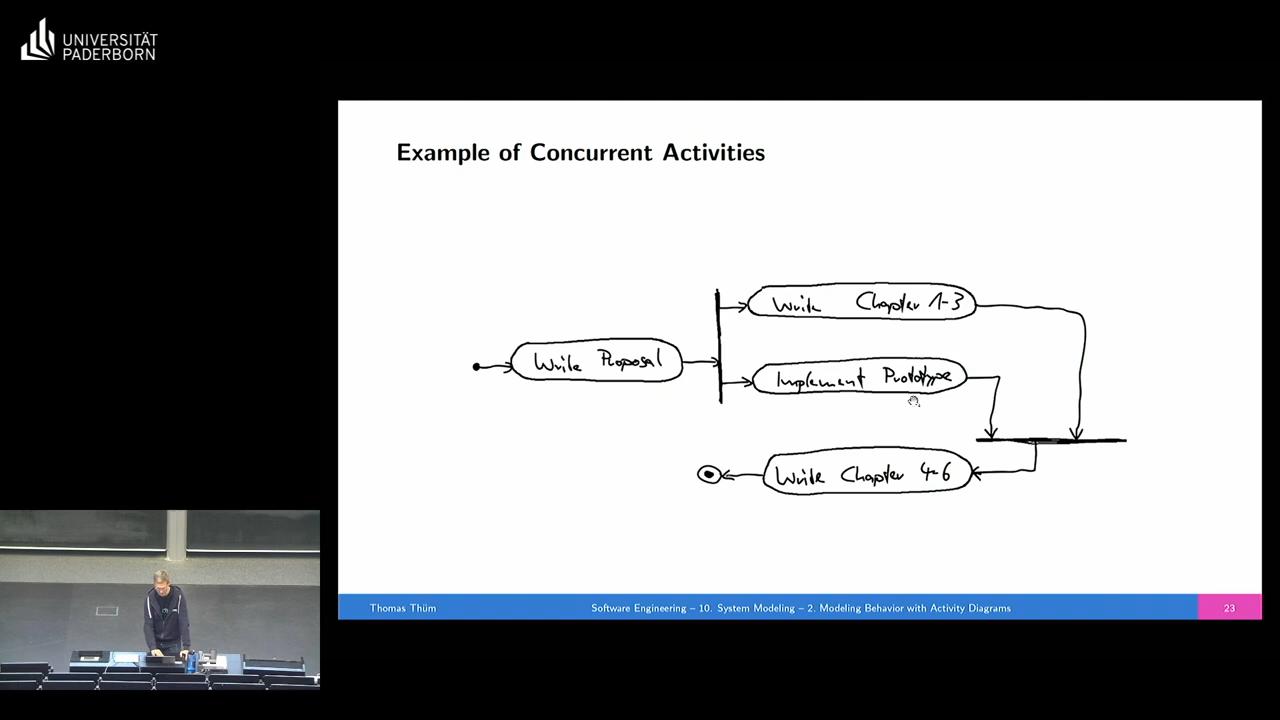 UNIVERSITÄT
PADERBORN
Example of Concurrent Activities
Write Chapter 1-3
Write Proposal
Implement Prototype
Write Chapter 4-6
Thomas Thüm
Software Engineering – 10. System Modeling – 2. Modeling Behavior with Activity Diagrams
23